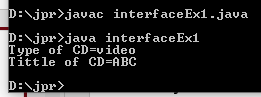 D:\jpr>javac interfaceEx1.java
D:\jpr>java interfaceEx1
Type of CD=video
Tittle of CD=ABC
D:\jpr>